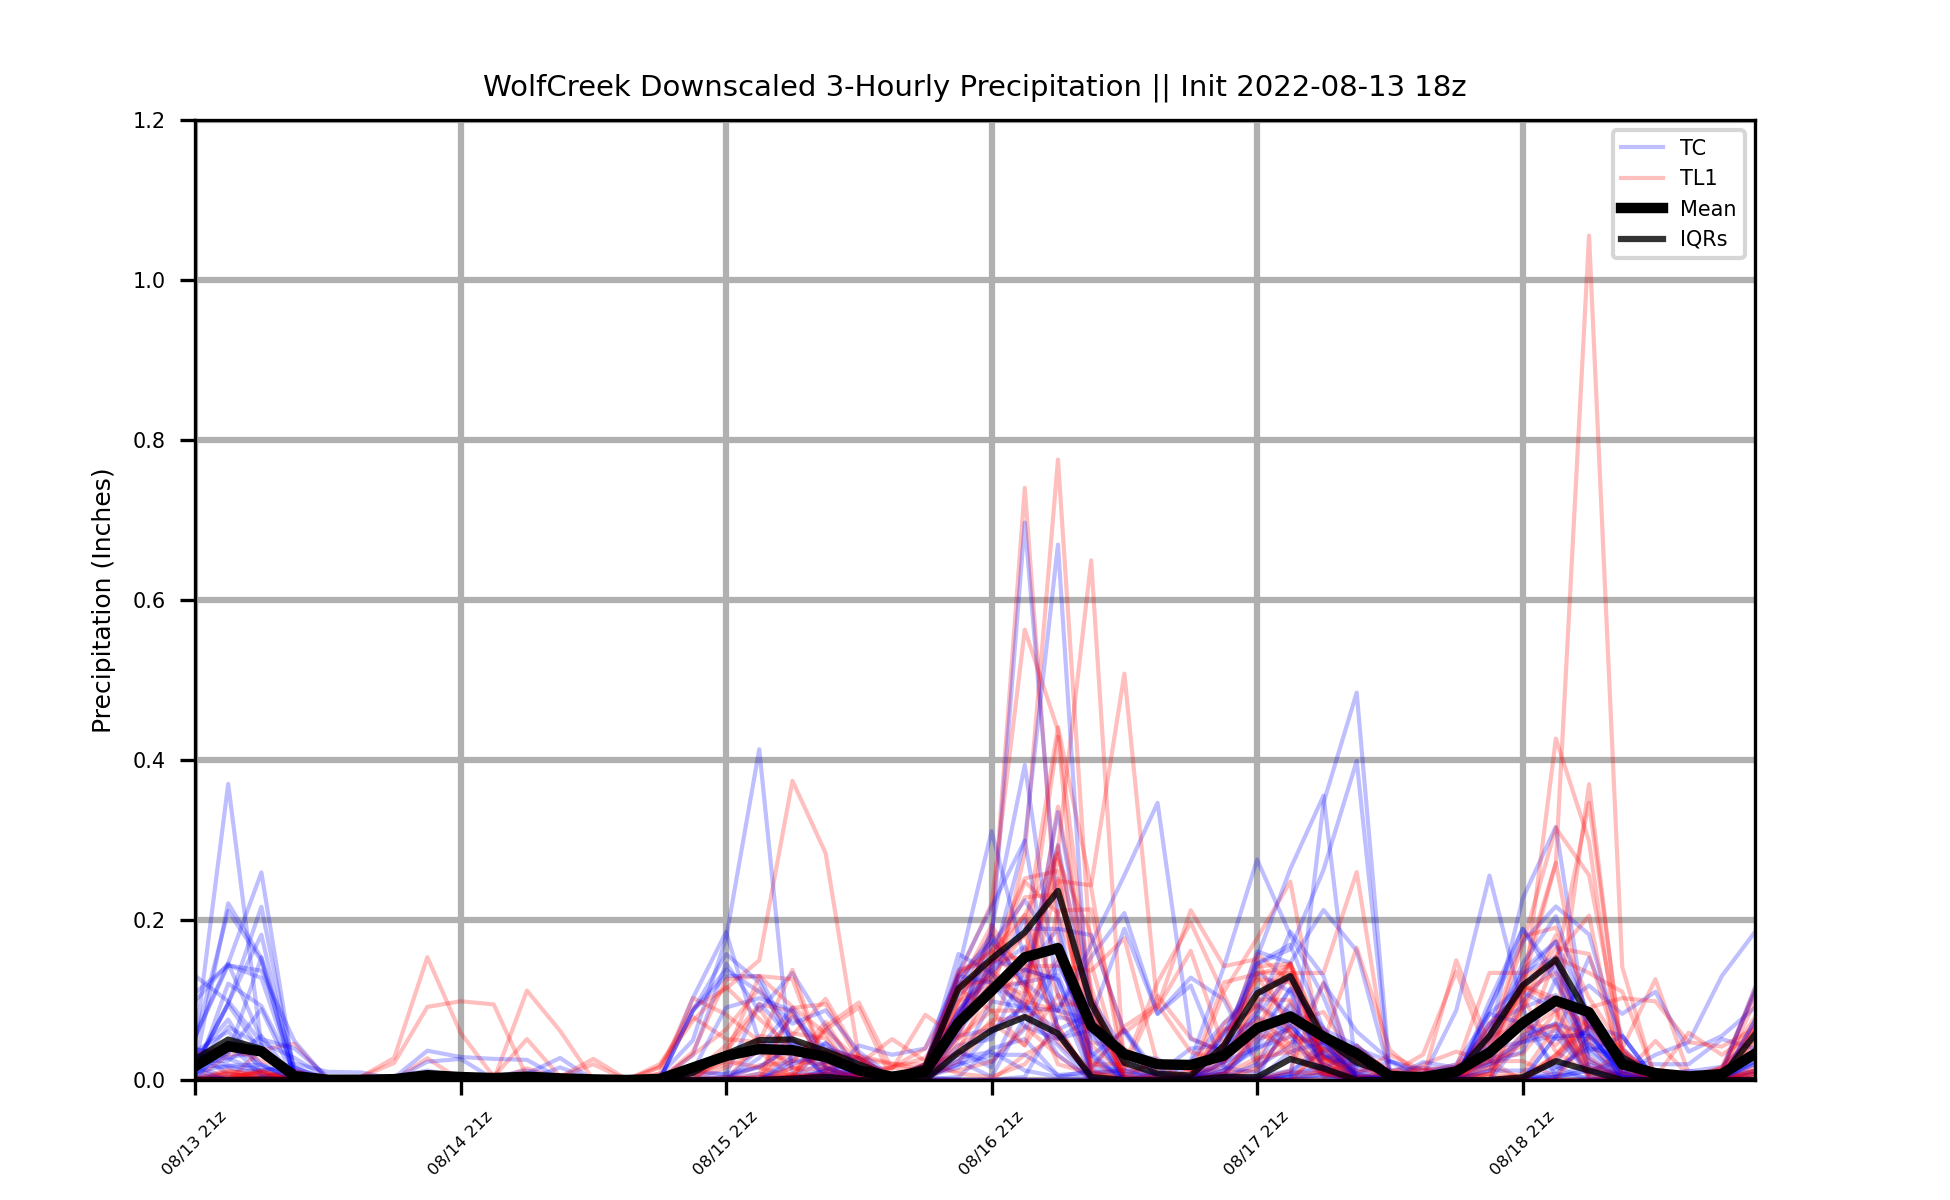 WolfCreek Downscaled 3-Hourly Precipitation || Init 2022-08-13 18z
TC
TL1
Mean
IQRs
Precipitation (Inches)
1.2
1.0
0.8
0.6
0.4
0.2
0.0
08/13 21z
08/14 21z
08/15 21z
08/16 21z
08/17 21z
08/18 21z